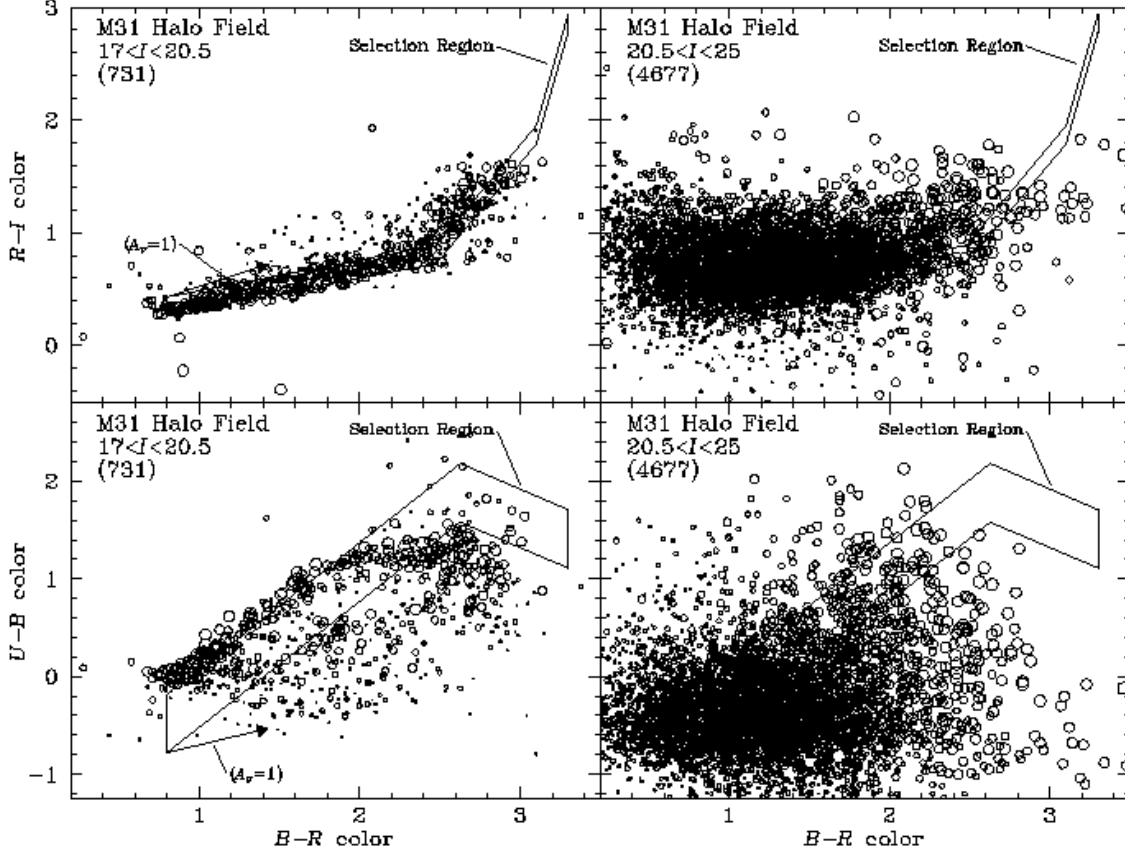 M31 Halo Field
17<I<20.5
(731)
Selection Region
(Aᵥ=1)
M31 Halo Field
20.5<I<25
(4677)
Selection Region
3
2
1
0
R−I color
M31 Halo Field
17<I<20.5
(731)
Selection Region
(Aᵥ=1)
M31 Halo Field
20.5<I<25
(4677)
Selection Region
2
1
0
−1
U−B color
1 2 3
1 2 3
B−R color
B−R color